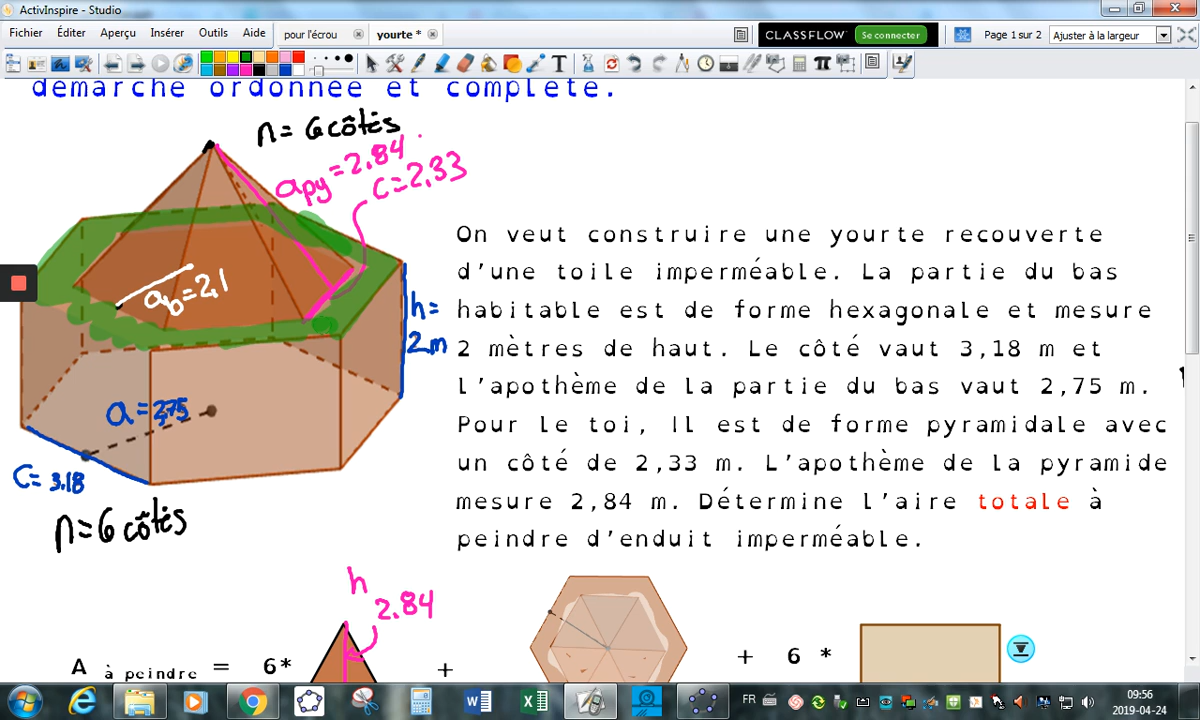 ActivInspire - Studio
Fichier Éditer Aperçu Insérer Outils Aide
pour l'écrou
yourte *
CLASSFLOW
Se connecter
Page 1 sur 2
Ajuster à la largeur
démarche ordonnée et complète.
n = 6 côtés
apy = 2.84
c = 2.33
ab = 2.1
h =
2m
a = 2.75
c = 3.18
n = 6 côtés
On veut construire une yourte recouverte
d'une toile imperméable. La partie du bas
habitable est de forme hexagonale et mesure
2 mètres de haut. Le côté vaut 3,18 m et
l'apothème de la partie du bas vaut 2,75 m.
Pour le toi, Il est de forme pyramidale avec
un côté de 2,33 m. L'apothème de la pyramide
mesure 2,84 m. Détermine l'aire totale à
peindre d'enduit imperméable.
h
2.84
A à peindre = 6* + + 6 *
FR
09:56
2019-04-24